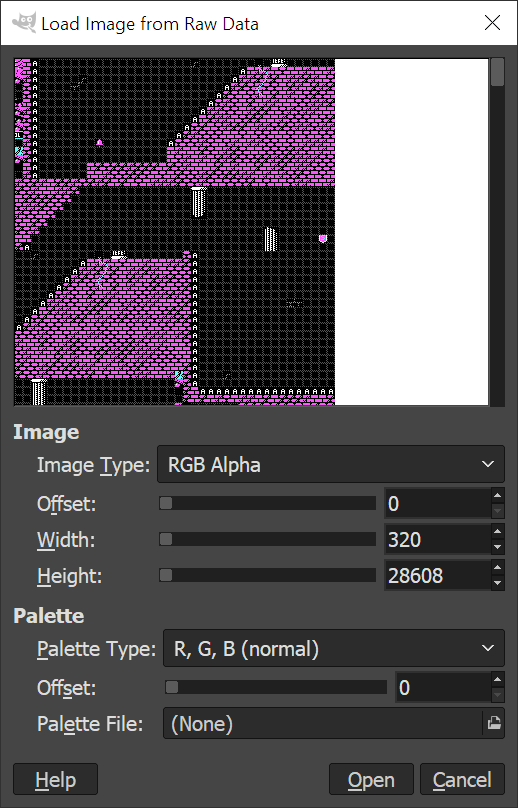 Load Image from Raw Data
Image
Image Type: RGB Alpha
Offset: 0
Width: 320
Height: 28608
Palette
Palette Type: R, G, B (normal)
Offset: 0
Palette File: (None)
Help Open Cancel